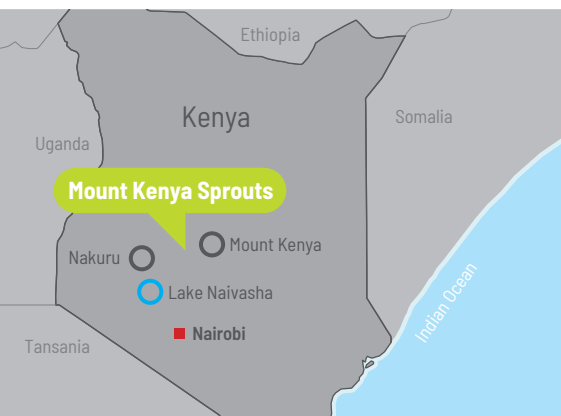 Ethiopia
Kenya
Somalia
Uganda
Mount Kenya Sprouts
Mount Kenya
Nakuru
Lake Naivasha
Indian Ocean
Nairobi
Tansania